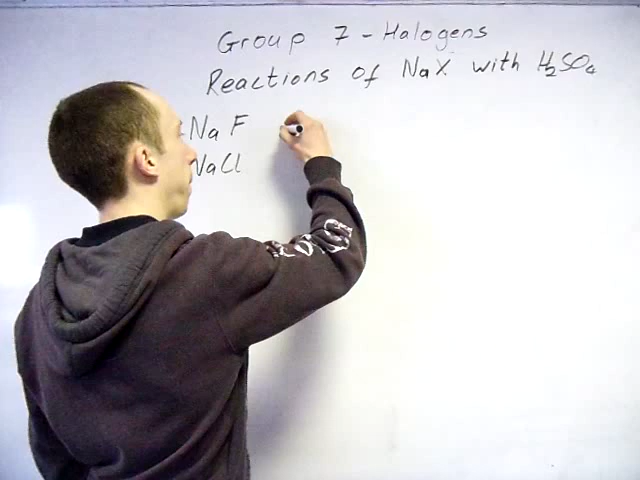 Group 7 - Halogens
Reactions of NaX with H₂SO₄
NaF
NaCl